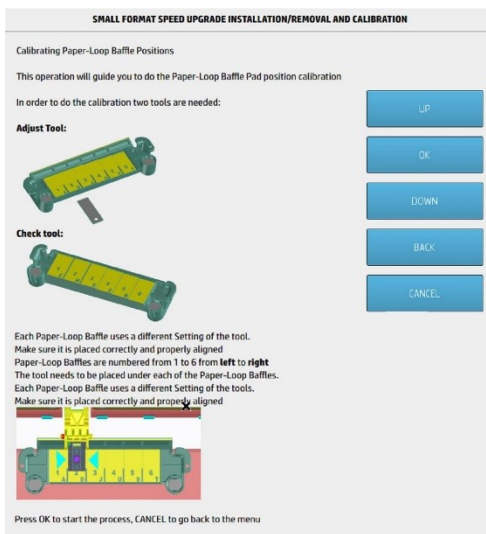 SMALL FORMAT SPEED UPGRADE INSTALLATION/REMOVAL AND CALIBRATION
Calibrating Paper-Loop Baffle Positions
This operation will guide you to do the Paper-Loop Baffle Pad position calibration
In order to do the calibration two tools are needed:
Adjust Tool:
Check tool:
UP
OK
DOWN
BACK
CANCEL
Each Paper-Loop Baffle uses a different Setting of the tool.
Make sure it is placed correctly and properly aligned
Paper-Loop Baffles are numbered from 1 to 6 from left to right
The tool needs to be placed under each of the Paper-Loop Baffles.
Each Paper-Loop Baffle uses a different Setting of the tools.
Make sure it is placed correctly and properly aligned
1 2 3 4 5 6
A D J U S T
Press OK to start the process, CANCEL to go back to the menu